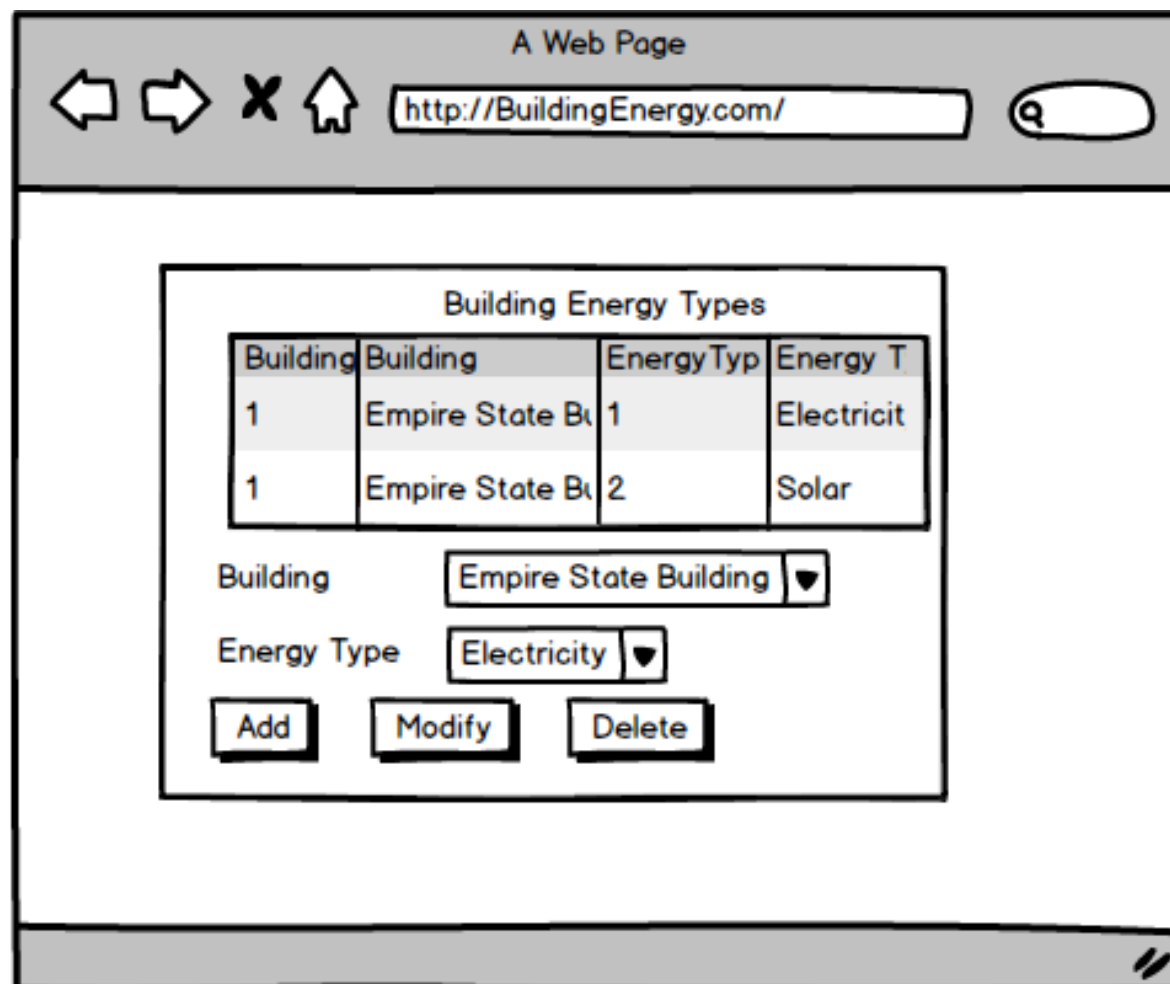 A Web Page
http://BuildingEnergy.com/
Building Energy Types
Building Building EnergyTyp Energy T
1 Empire State Bu 1 Electricit
1 Empire State Bu 2 Solar
Building Empire State Building
Energy Type Electricity
Add Modify Delete